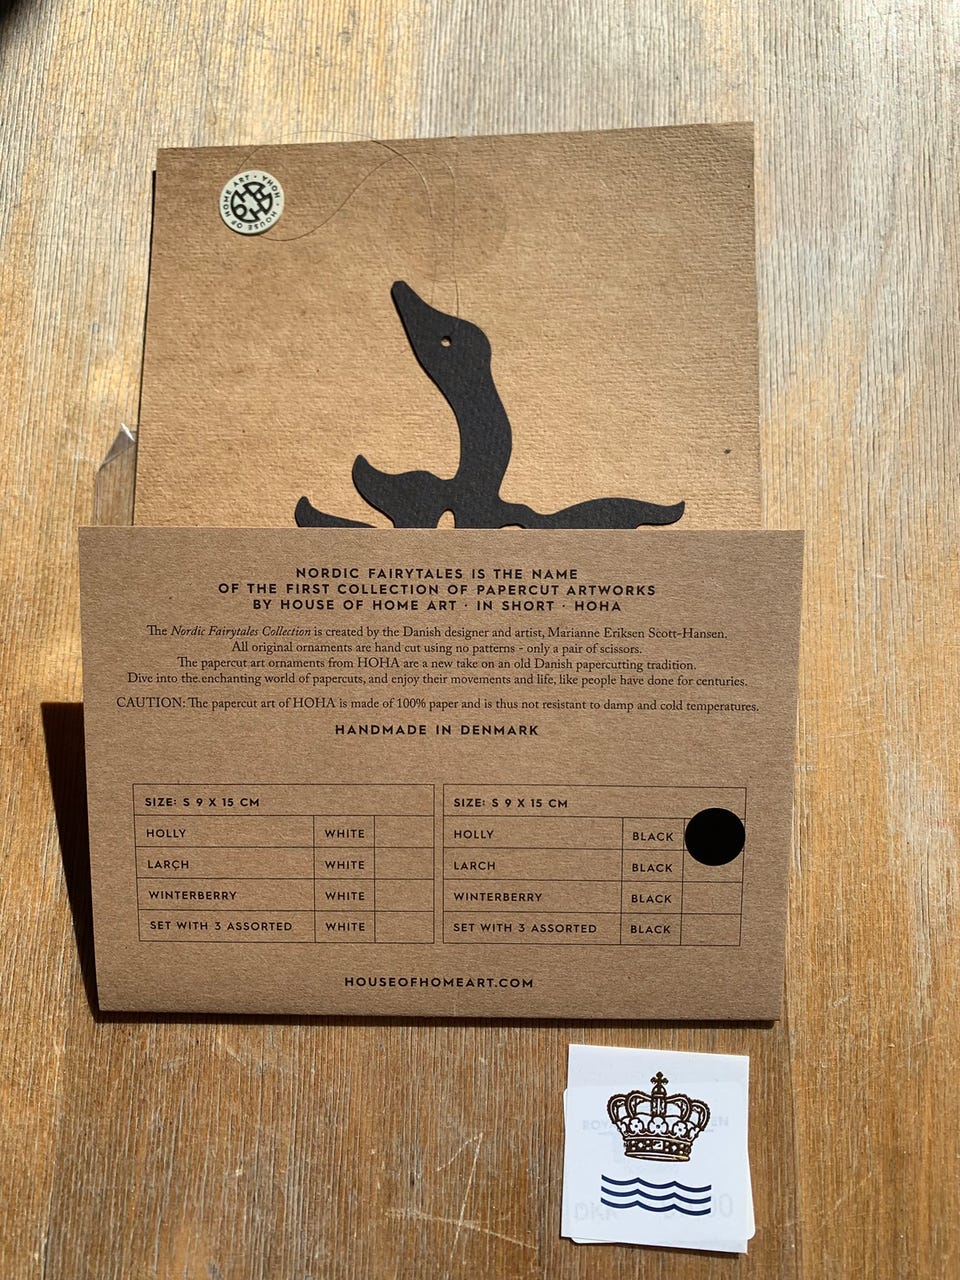 HOUSE OF HOME ART · HOHA ·
NORDIC FAIRYTALES IS THE NAME
OF THE FIRST COLLECTION OF PAPERCUT ARTWORKS
BY HOUSE OF HOME ART · IN SHORT · HOHA
The Nordic Fairytales Collection is created by the Danish designer and artist, Marianne Eriksen Scott-Hansen.
All original ornaments are hand cut using no patterns - only a pair of scissors.
The papercut art ornaments from HOHA are a new take on an old Danish papercutting tradition.
Dive into the enchanting world of papercuts, and enjoy their movements and life, like people have done for centuries.
CAUTION: The papercut art of HOHA is made of 100% paper and is thus not resistant to damp and cold temperatures.
HANDMADE IN DENMARK
SIZE: S 9 X 15 CM
HOLLY WHITE
LARCH WHITE
WINTERBERRY WHITE
SET WITH 3 ASSORTED WHITE
SIZE: S 9 X 15 CM
HOLLY BLACK
LARCH BLACK
WINTERBERRY BLACK
SET WITH 3 ASSORTED BLACK
HOUSEOFHOMEART.COM
DKK